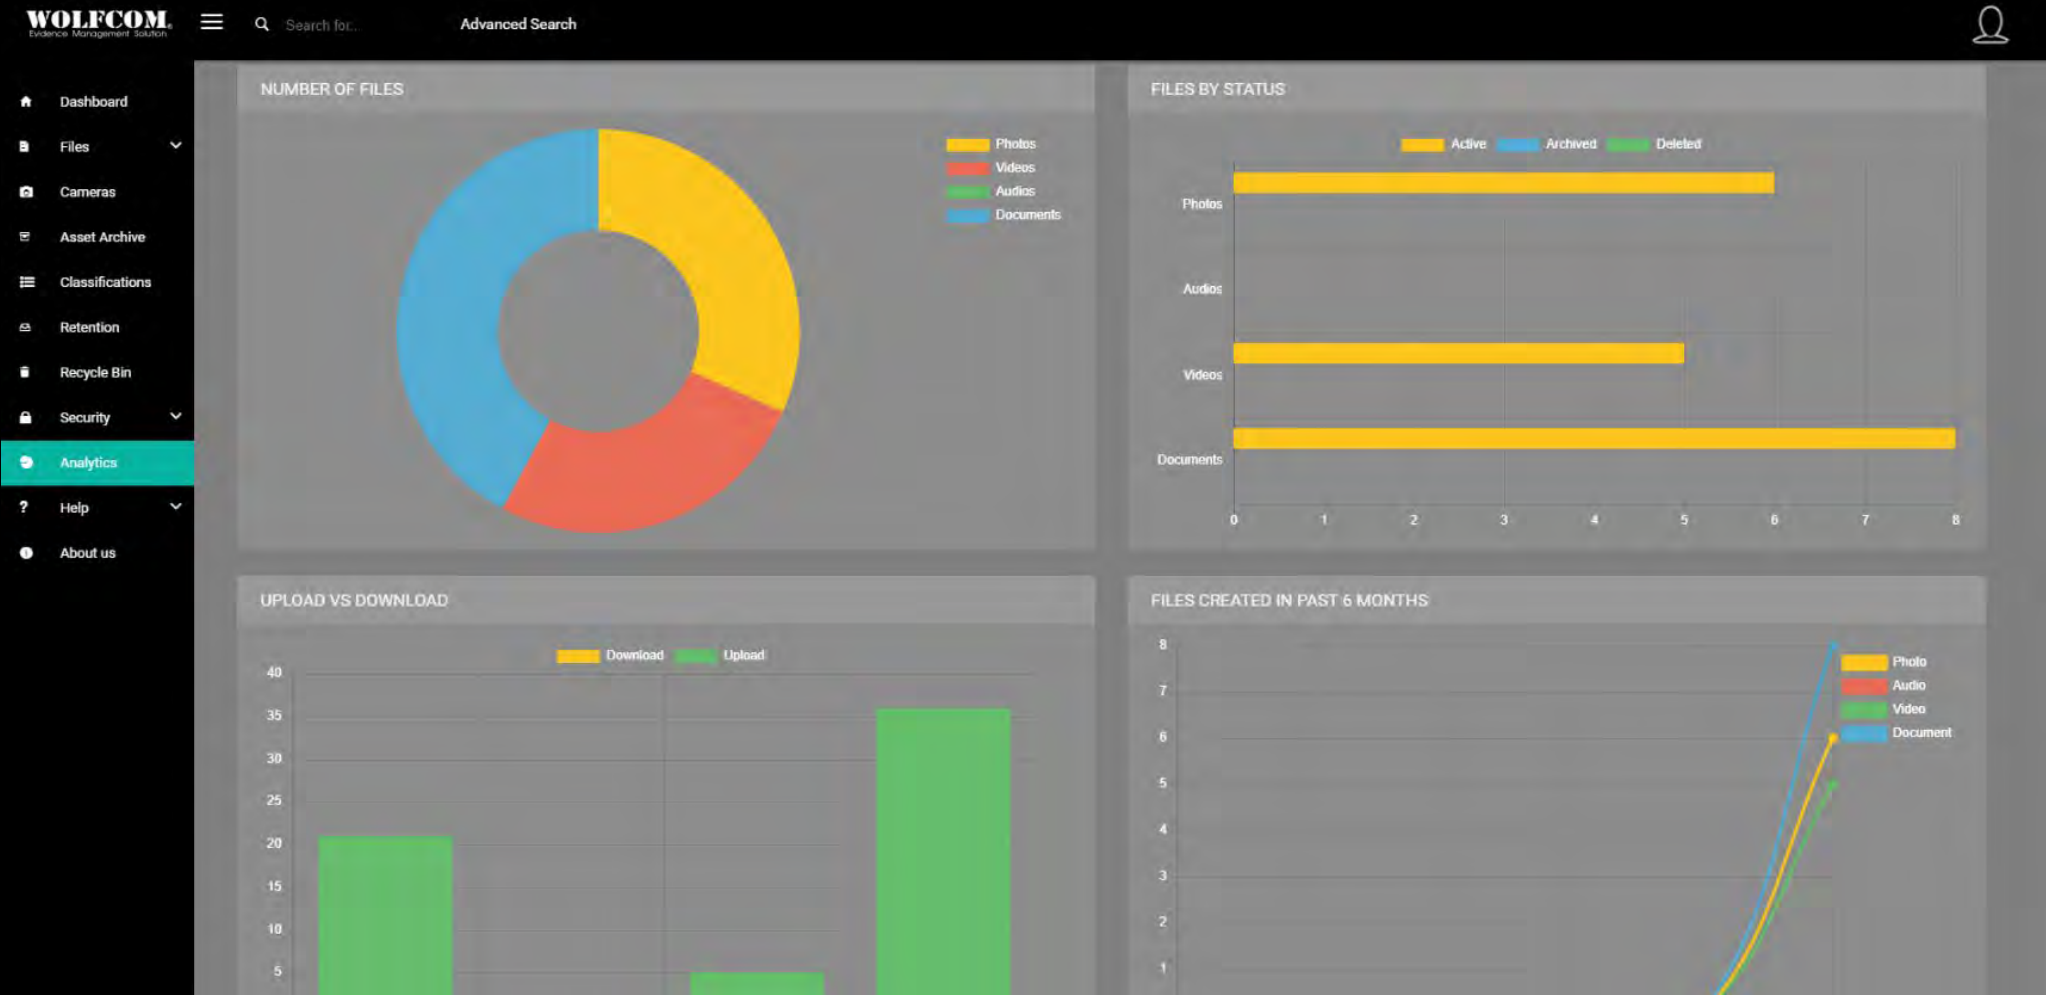 WOLFCOM®
Evidence Management Solution
Search for...
Advanced Search
Dashboard
Files
Cameras
Asset Archive
Classifications
Retention
Recycle Bin
Security
Analytics
Help
About us
NUMBER OF FILES
Photos
Videos
Audios
Documents
FILES BY STATUS
Active Archived Deleted
Photos
Audios
Videos
Documents
0 1 2 3 4 5 6 7 8
UPLOAD VS DOWNLOAD
Download Upload
40
35
30
25
20
15
10
5
FILES CREATED IN PAST 6 MONTHS
8
7
6
5
4
3
2
1
Photo
Audio
Video
Document